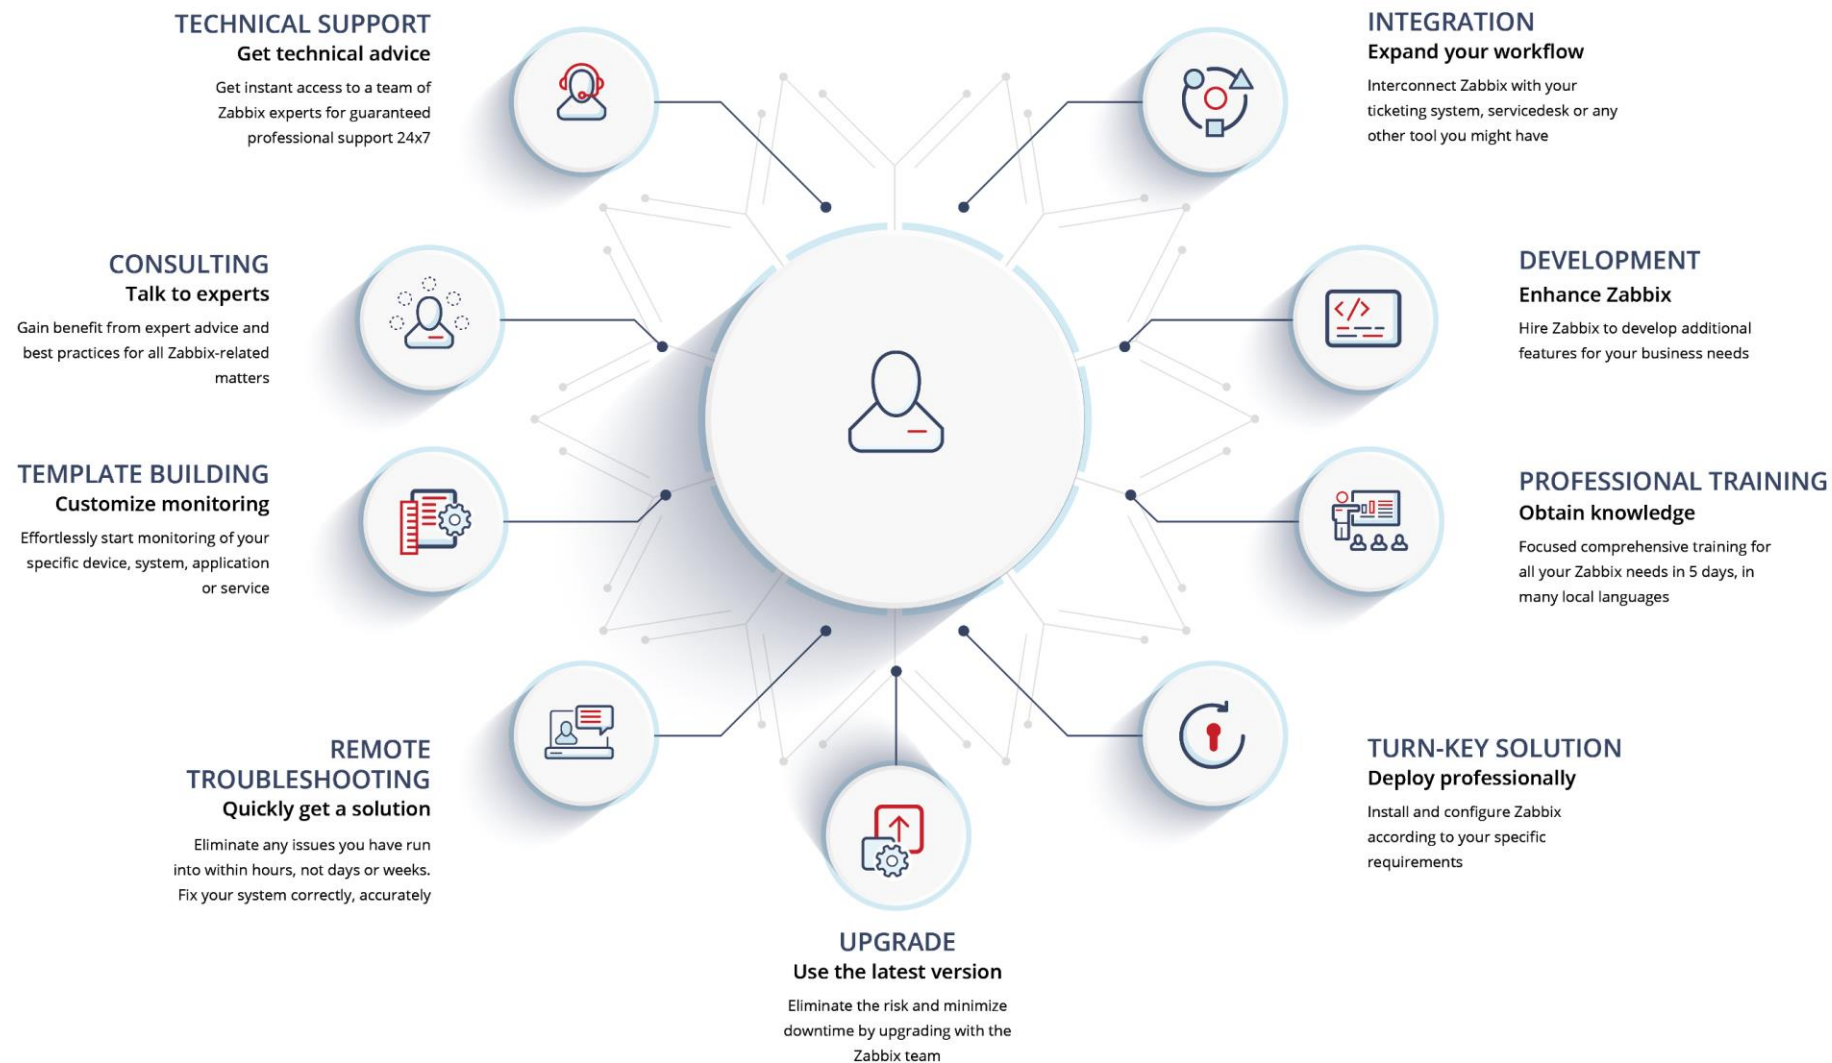 TECHNICAL SUPPORT
Get technical advice
Get instant access to a team of
Zabbix experts for guaranteed
professional support 24x7
INTEGRATION
Expand your workflow
Interconnect Zabbix with your
ticketing system, servicedesk or any
other tool you might have
CONSULTING
Talk to experts
Gain benefit from expert advice and
best practices for all Zabbix-related
matters
DEVELOPMENT
Enhance Zabbix
Hire Zabbix to develop additional
features for your business needs
TEMPLATE BUILDING
Customize monitoring
Effortlessly start monitoring of your
specific device, system, application
or service
PROFESSIONAL TRAINING
Obtain knowledge
Focused comprehensive training for
all your Zabbix needs in 5 days, in
many local languages
REMOTE
TROUBLESHOOTING
Quickly get a solution
Eliminate any issues you have run
into within hours, not days or weeks.
Fix your system correctly, accurately
TURN-KEY SOLUTION
Deploy professionally
Install and configure Zabbix
according to your specific
requirements
UPGRADE
Use the latest version
Eliminate the risk and minimize
downtime by upgrading with the
Zabbix team